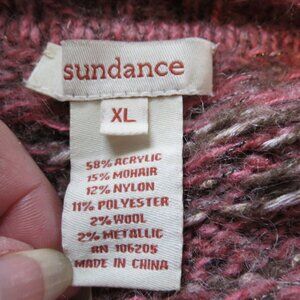 sundance
XL
58% ACRYLIC
15% MOHAIR
12% NYLON
11% POLYESTER
2% WOOL
2% METALLIC
RN 106205
MADE IN CHINA